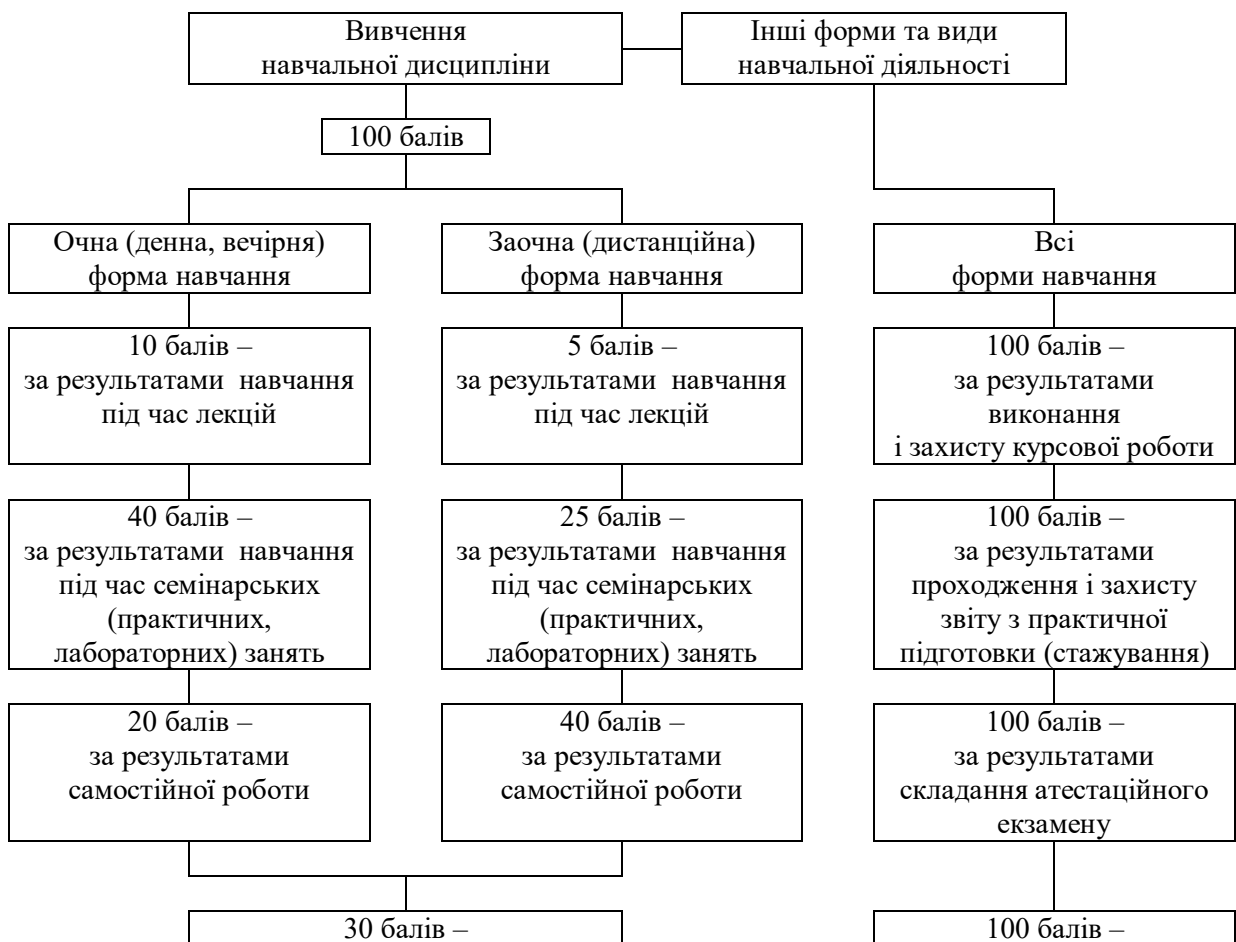 Вивчення
навчальної дисципліни
Інші форми та види
навчальної діяльності
100 балів
Очна (денна, вечірня)
форма навчання
Заочна (дистанційна)
форма навчання
Всі
форми навчання
10 балів –
за результатами навчання
під час лекцій
5 балів –
за результатами навчання
під час лекцій
100 балів –
за результатами
виконання
і захисту курсової роботи
40 балів –
за результатами навчання
під час семінарських
(практичних,
лабораторних) занять
25 балів –
за результатами навчання
під час семінарських
(практичних,
лабораторних) занять
100 балів –
за результатами
проходження і захисту
звіту з практичної
підготовки (стажування)
20 балів –
за результатами
самостійної роботи
40 балів –
за результатами
самостійної роботи
100 балів –
за результатами
складання атестаційного
екзамену
30 балів –
100 балів –